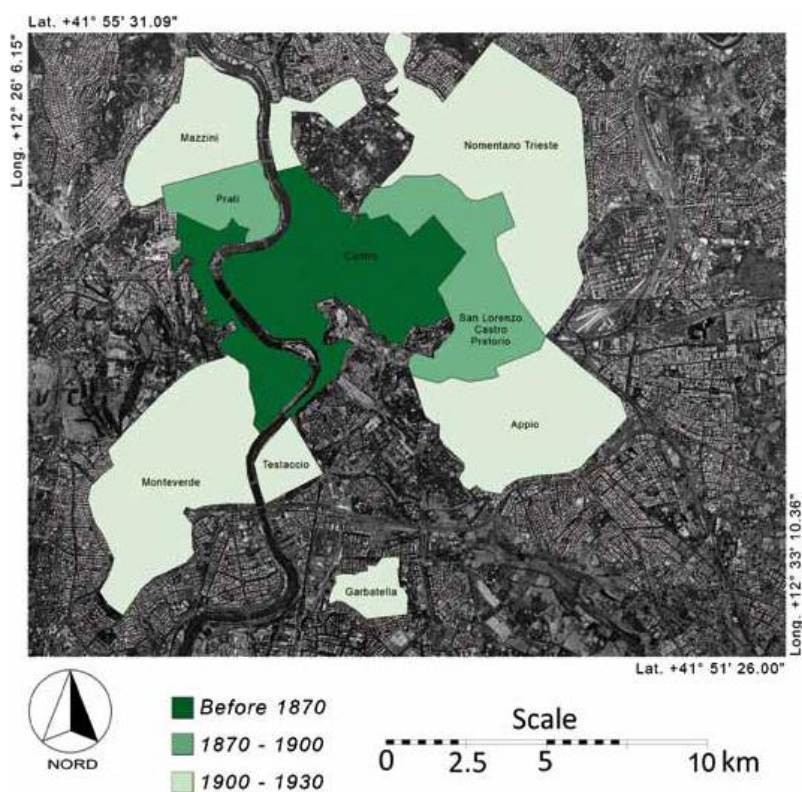 Lat. +41° 55' 31.09"
Long. +12° 26' 6.15"
Mazzini
Nomentano Trieste
Prati
Centro
San Lorenzo
Castro
Pretorio
Appio
Testaccio
Monteverde
Garbatella
Long. +12° 33' 10.36"
Lat. +41° 51' 26.00"
NORD
Before 1870
1870 - 1900
1900 - 1930
Scale
0 2.5 5 10 km